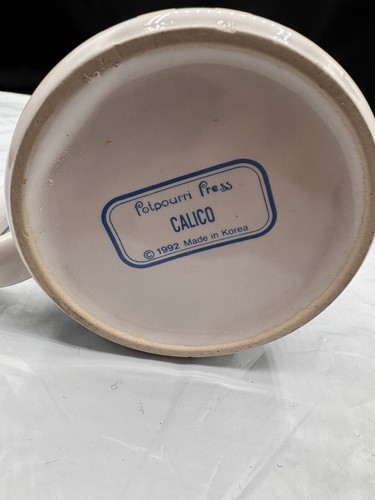 Potpourri Press
CALICO
© 1992 Made in Korea